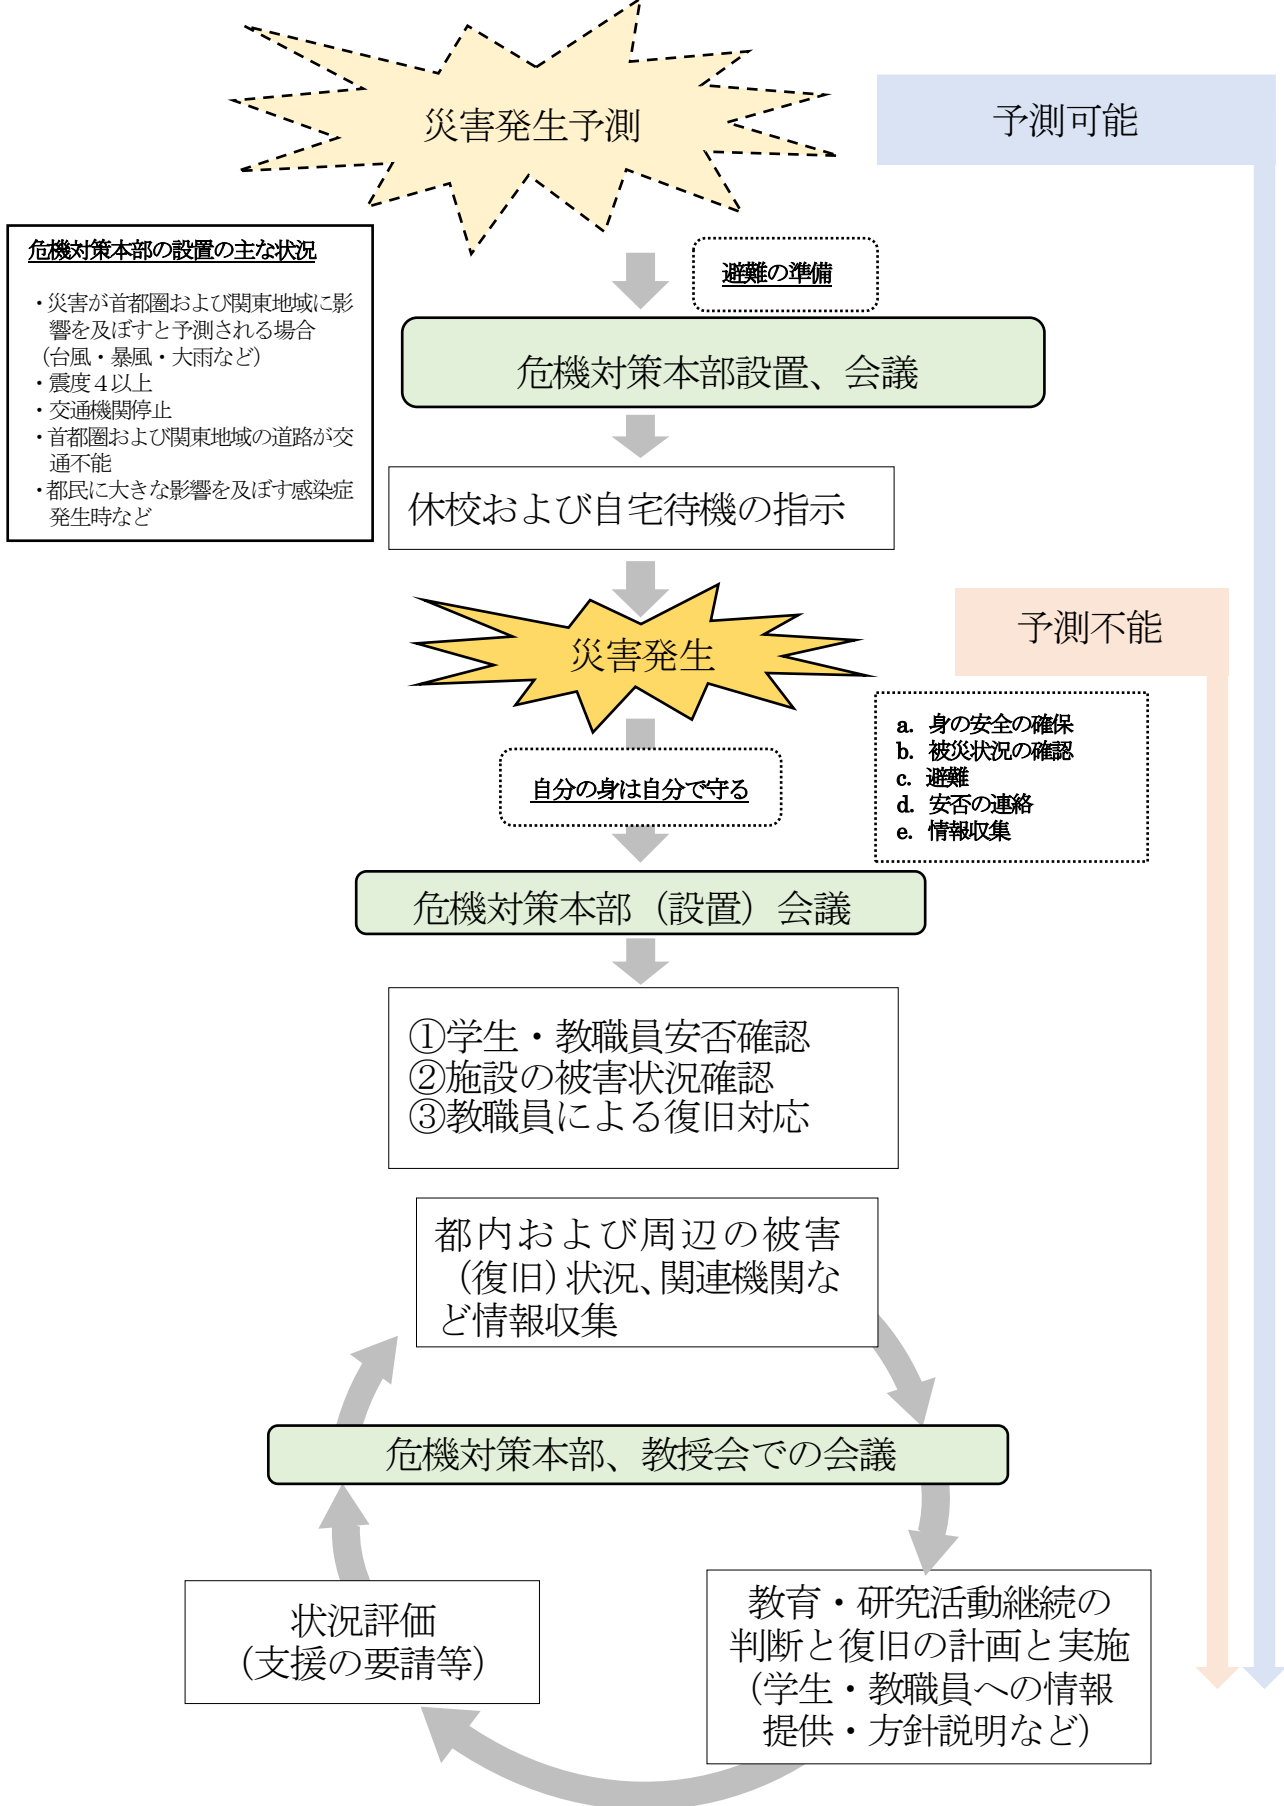 災害発生予測
予測可能
危機対策本部の設置の主な状況
・災害が首都圏および関東地域に影
響を及ぼすと予測される場合
（台風・暴風・大雨など）
・震度４以上
・交通機関停止
・首都圏および関東地域の道路が交
通不能
・都民に大きな影響を及ぼす感染症
発生時など
避難の準備
危機対策本部設置、会議
休校および自宅待機の指示
災害発生
予測不能
a. 身の安全の確保
b. 被災状況の確認
c. 避難
d. 安否の連絡
e. 情報収集
自分の身は自分で守る
危機対策本部（設置）会議
①学生・教職員安否確認
②施設の被害状況確認
③教職員による復旧対応
都内および周辺の被害
（復旧）状況、関連機関な
ど情報収集
危機対策本部、教授会での会議
状況評価
（支援の要請等）
教育・研究活動継続の
判断と復旧の計画と実施
（学生・教職員への情報
提供・方針説明など）